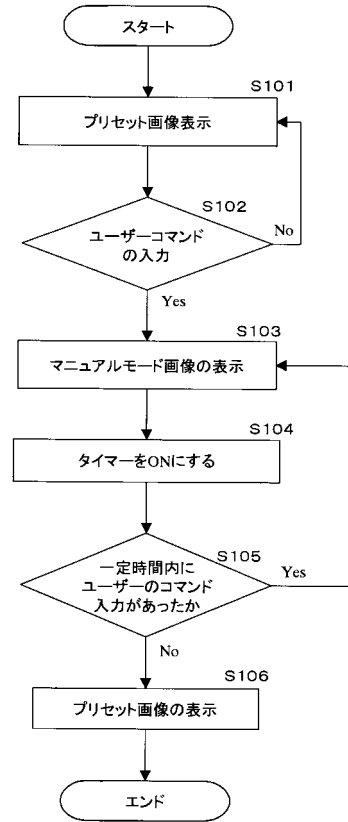 スタート
S101
プリセット画像表示
S102
ユーザーコマンド
の入力
No
Yes
S103
マニュアルモード画像の表示
S104
タイマーをONにする
S105
一定時間内に
ユーザーのコマンド
入力があったか
Yes
No
S106
プリセット画像の表示
エンド